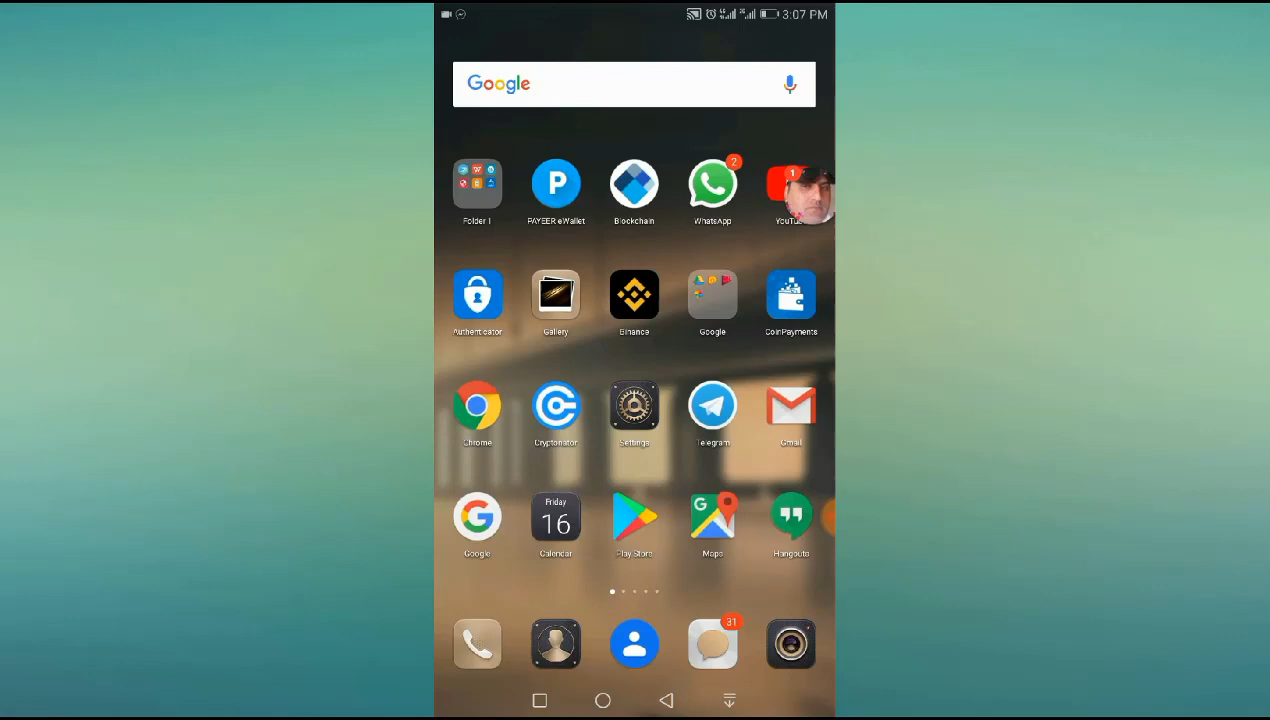 3:07 PM
Google
2
1
Folder 1
PAYEER eWallet
Blockchain
WhatsApp
Authenticator
Gallery
Binance
Google
CoinPayments
Chrome
Cryptonator
Settings
Telegram
Gmail
Friday
16
Google
Calendar
Play Store
Maps
Hangouts
31